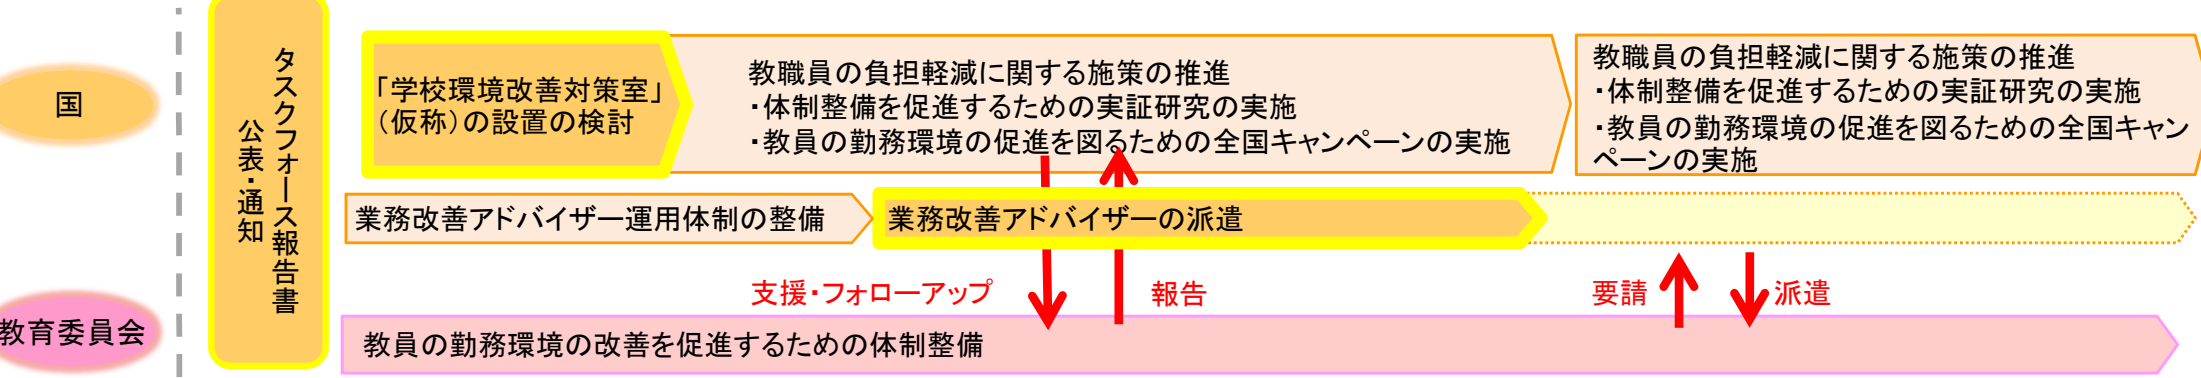 国
教育委員会
タスクフォース報告書
公表・通知
「学校環境改善対策室」
（仮称）の設置の検討
教職員の負担軽減に関する施策の推進
・体制整備を促進するための実証研究の実施
・教員の勤務環境の促進を図るための全国キャンペーンの実施
教職員の負担軽減に関する施策の推進
・体制整備を促進するための実証研究の実施
・教員の勤務環境の促進を図るための全国キャン
ペーンの実施
業務改善アドバイザー運用体制の整備
業務改善アドバイザーの派遣
支援・フォローアップ
報告
要請
派遣
教員の勤務環境の改善を促進するための体制整備